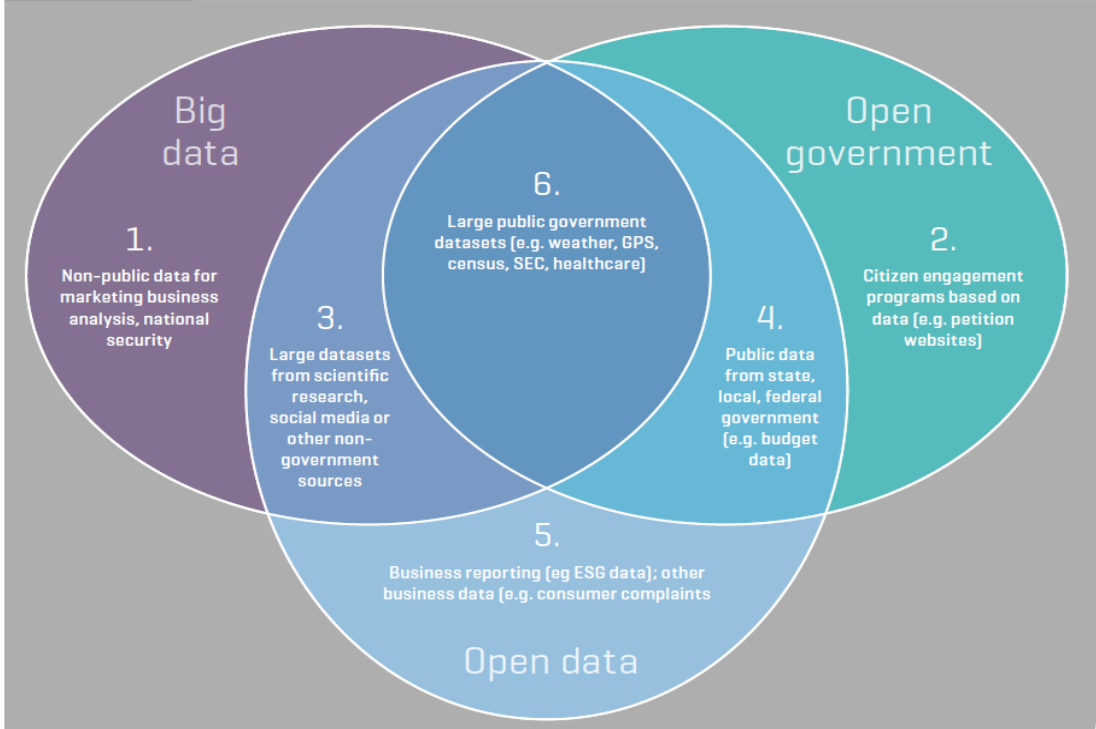 Big
data
Open
government
1.
Non-public data for
marketing business
analysis, national
security
2.
Citizen engagement
programs based on
data (e.g. petition
websites)
3.
Large datasets
from scientific
research,
social media or
other non-
government
sources
4.
Public data
from state,
local, federal
government
(e.g. budget
data)
5.
Business reporting (eg ESG data); other
business data (e.g. consumer complaints
6.
Large public government
datasets (e.g. weather, GPS,
census, SEC, healthcare)
Open data